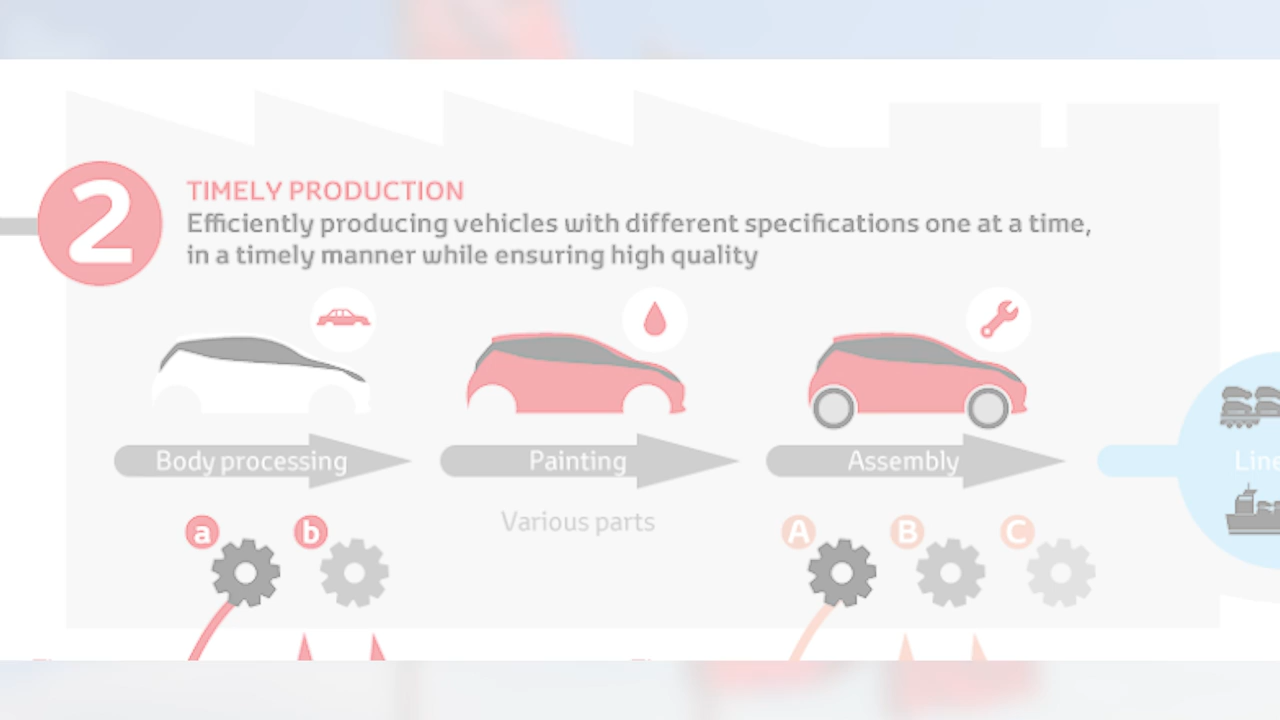 2
TIMELY PRODUCTION
Efficiently producing vehicles with different specifications one at a time,
in a timely manner while ensuring high quality
Body processing
Painting
Assembly
Line
Various parts
a
b
A
B
C